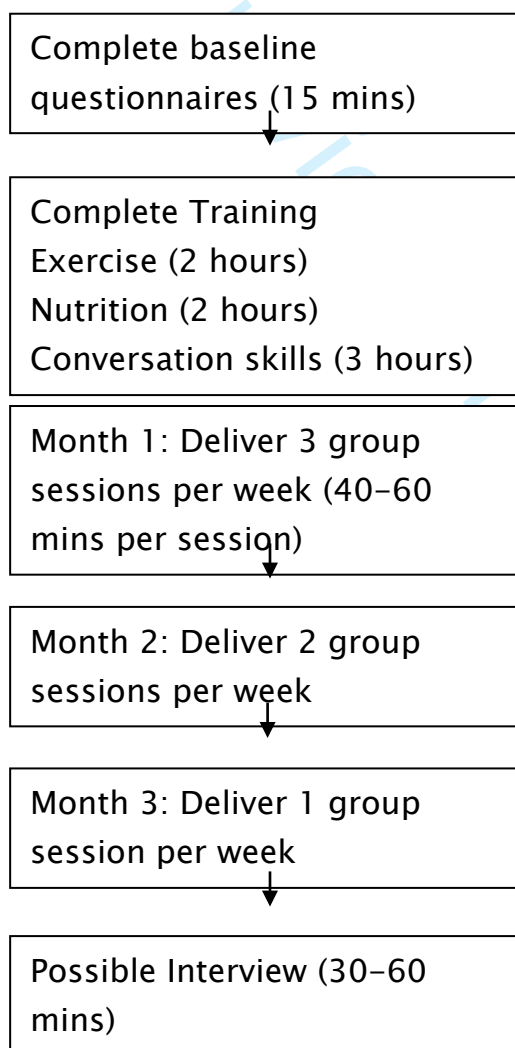 Complete baseline
questionnaires (15 mins)
Complete Training
Exercise (2 hours)
Nutrition (2 hours)
Conversation skills (3 hours)
Month 1: Deliver 3 group
sessions per week (40–60
mins per session)
Month 2: Deliver 2 group
sessions per week
Month 3: Deliver 1 group
session per week
Possible Interview (30–60
mins)